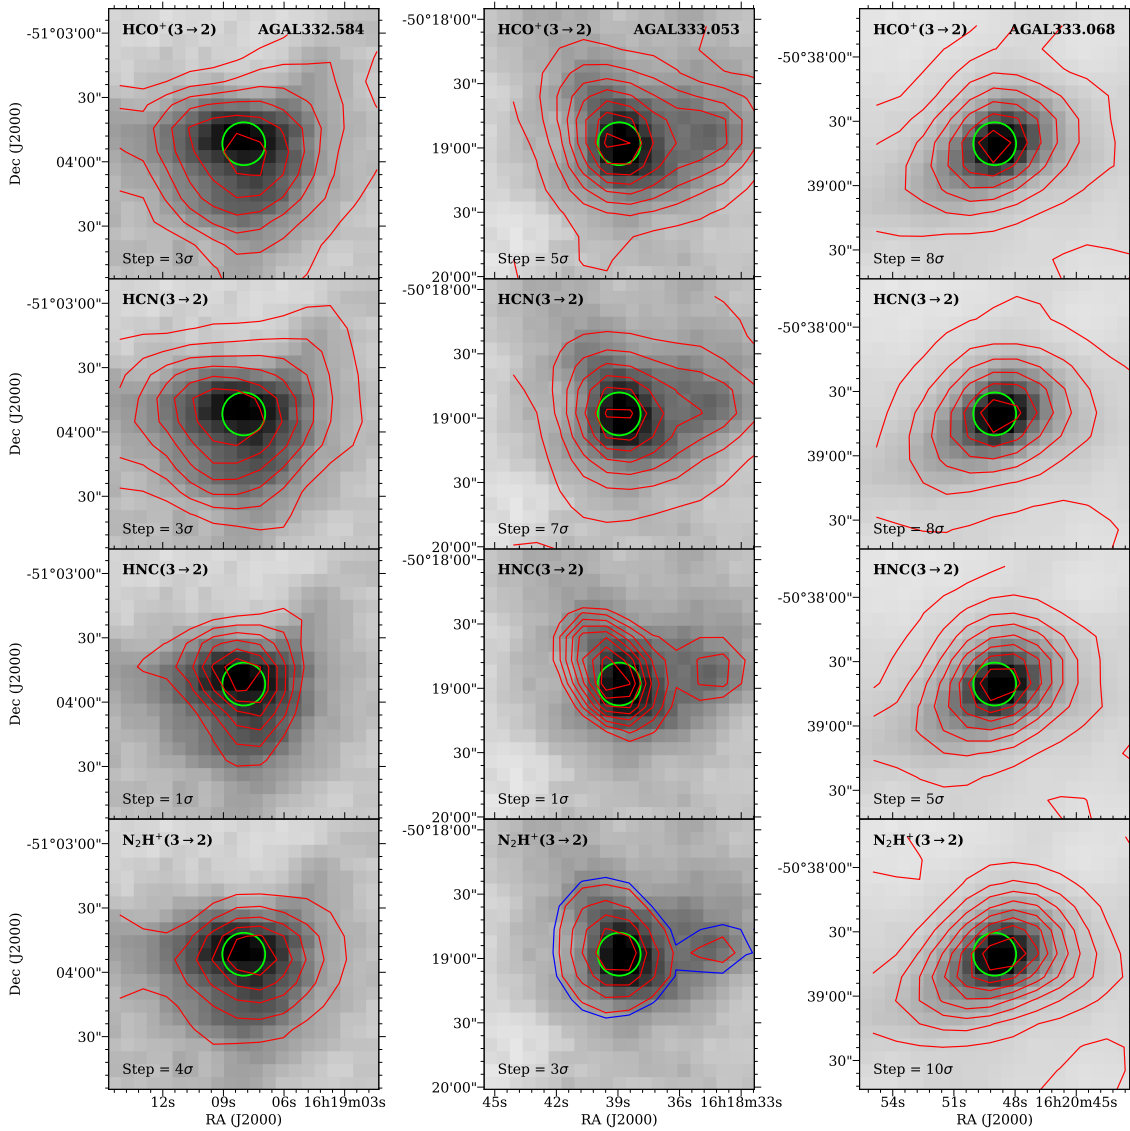 HCO⁺(3→2) AGAL332.584
-51°03'00"
30"
04'00"
30"
Dec (J2000)
Step = 3σ
HCO⁺(3→2) AGAL333.053
-50°18'00"
30"
19'00"
30"
20'00"
Step = 5σ
HCO⁺(3→2) AGAL333.068
-50°38'00"
30"
39'00"
30"
Step = 8σ
HCN(3→2)
-51°03'00"
30"
04'00"
30"
Dec (J2000)
Step = 3σ
HCN(3→2)
-50°18'00"
30"
19'00"
30"
20'00"
Step = 7σ
HCN(3→2)
-50°38'00"
30"
39'00"
30"
Step = 8σ
HNC(3→2)
-51°03'00"
30"
04'00"
30"
Dec (J2000)
Step = 1σ
HNC(3→2)
-50°18'00"
30"
19'00"
30"
20'00"
Step = 1σ
HNC(3→2)
-50°38'00"
30"
39'00"
30"
Step = 5σ
N₂H⁺(3→2)
-51°03'00"
30"
04'00"
30"
Dec (J2000)
Step = 4σ
12s 09s 06s 16h19m03s
RA (J2000)
N₂H⁺(3→2)
-50°18'00"
30"
19'00"
30"
20'00"
Step = 3σ
45s 42s 39s 36s 16h18m33s
RA (J2000)
N₂H⁺(3→2)
-50°38'00"
30"
39'00"
30"
Step = 10σ
54s 51s 48s 16h20m45s
RA (J2000)